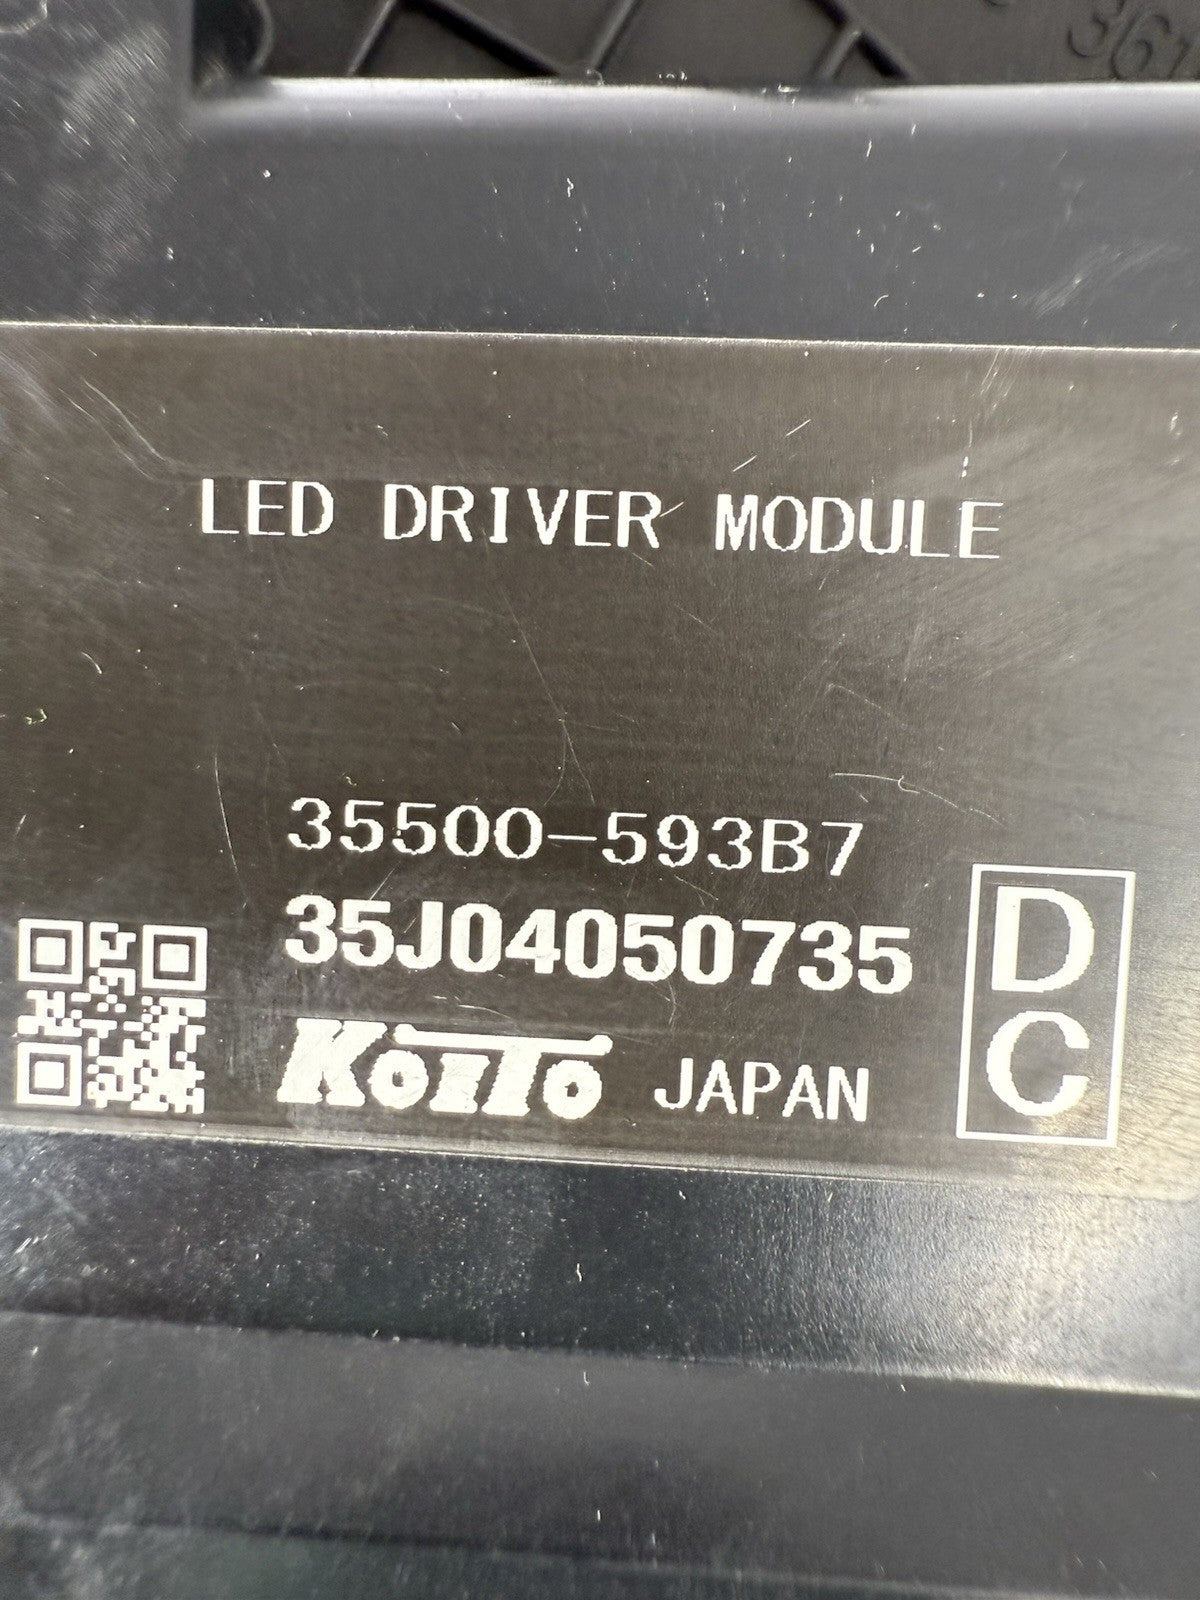 LED DRIVER MODULE
35500-593B7
35J04050735
KoiTo JAPAN
D
C